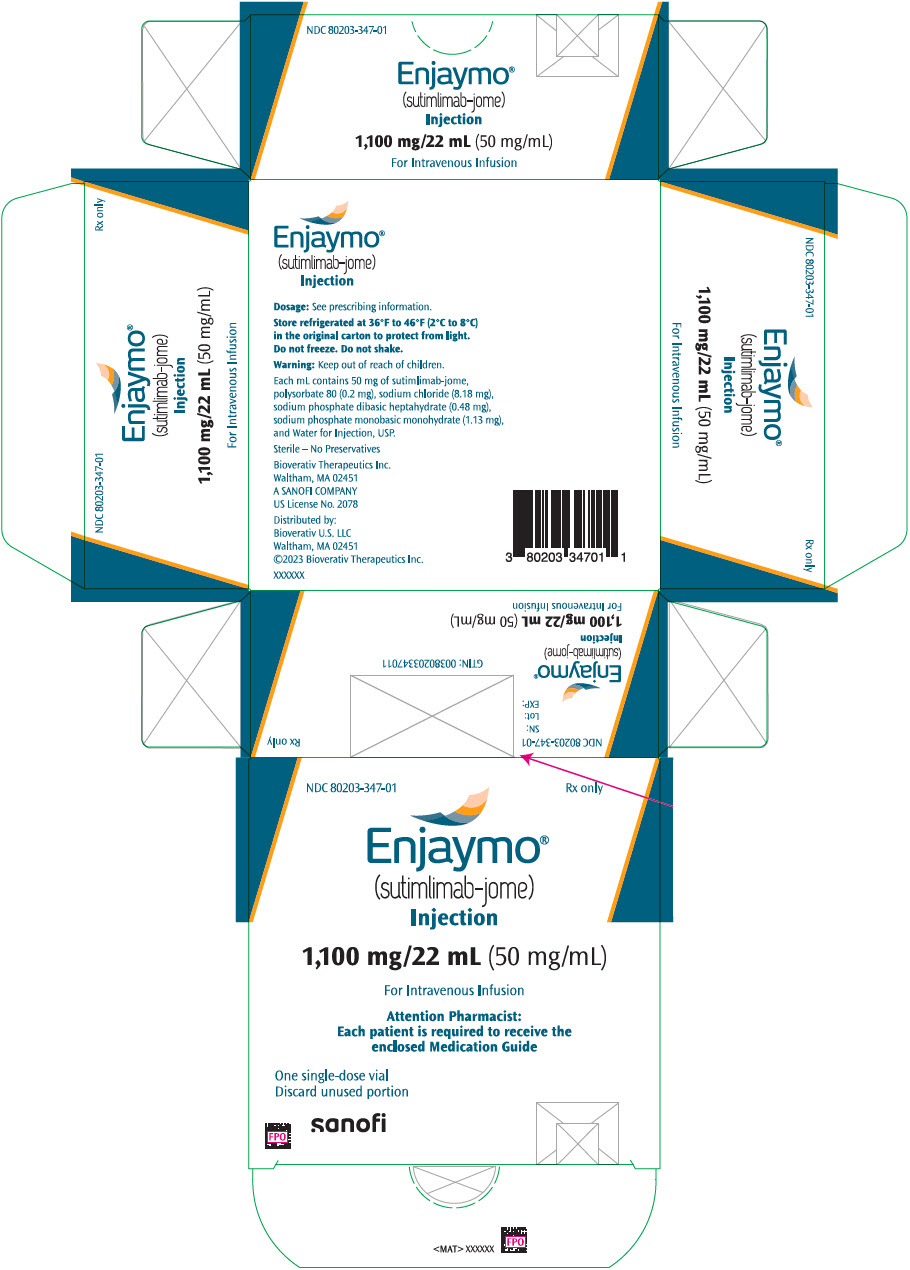 NDC 80203-347-01
Enjaymo®
(sutimlimab-jome)
Injection
1,100 mg/22 mL (50 mg/mL)
For Intravenous Infusion
Rx only
Enjaymo®
(sutimlimab-jome)
Injection
1,100 mg/22 mL (50 mg/mL)
For Intravenous Infusion
NDC 80203-347-01
Enjaymo®
(sutimlimab-jome)
Injection
Dosage: See prescribing information.
Store refrigerated at 36°F to 46°F (2°C to 8°C)
in the original carton to protect from light.
Do not freeze. Do not shake.
Warning: Keep out of reach of children.
Each mL contains 50 mg of sutimlimab-jome,
polysorbate 80 (0.2 mg), sodium chloride (8.18 mg),
sodium phosphate dibasic heptahydrate (0.48 mg),
sodium phosphate monobasic monohydrate (1.13 mg),
and Water for Injection, USP.
Sterile – No Preservatives
Bioverativ Therapeutics Inc.
Waltham, MA 02451
A SANOFI COMPANY
US License No. 2078
Distributed by:
Bioverativ U.S. LLC
Waltham, MA 02451
©2023 Bioverativ Therapeutics Inc.
XXXXXX
3 80203 34701 1
NDC 80203-347-01
Enjaymo®
(sutimlimab-jome)
Injection
1,100 mg/22 mL (50 mg/mL)
For Intravenous Infusion
Rx only
NDC 80203-347-01
Rx only
SN:
Lot:
EXP:
Enjaymo®
(sutimlimab-jome)
Injection
1,100 mg/22 mL (50 mg/mL)
For Intravenous Infusion
GTIN: 00380203347011
NDC 80203-347-01
Rx only
Enjaymo®
(sutimlimab-jome)
Injection
1,100 mg/22 mL (50 mg/mL)
For Intravenous Infusion
Attention Pharmacist:
Each patient is required to receive the
enclosed Medication Guide
One single-dose vial
Discard unused portion
FPO
sanofi
<MAT> XXXXXX
FPO